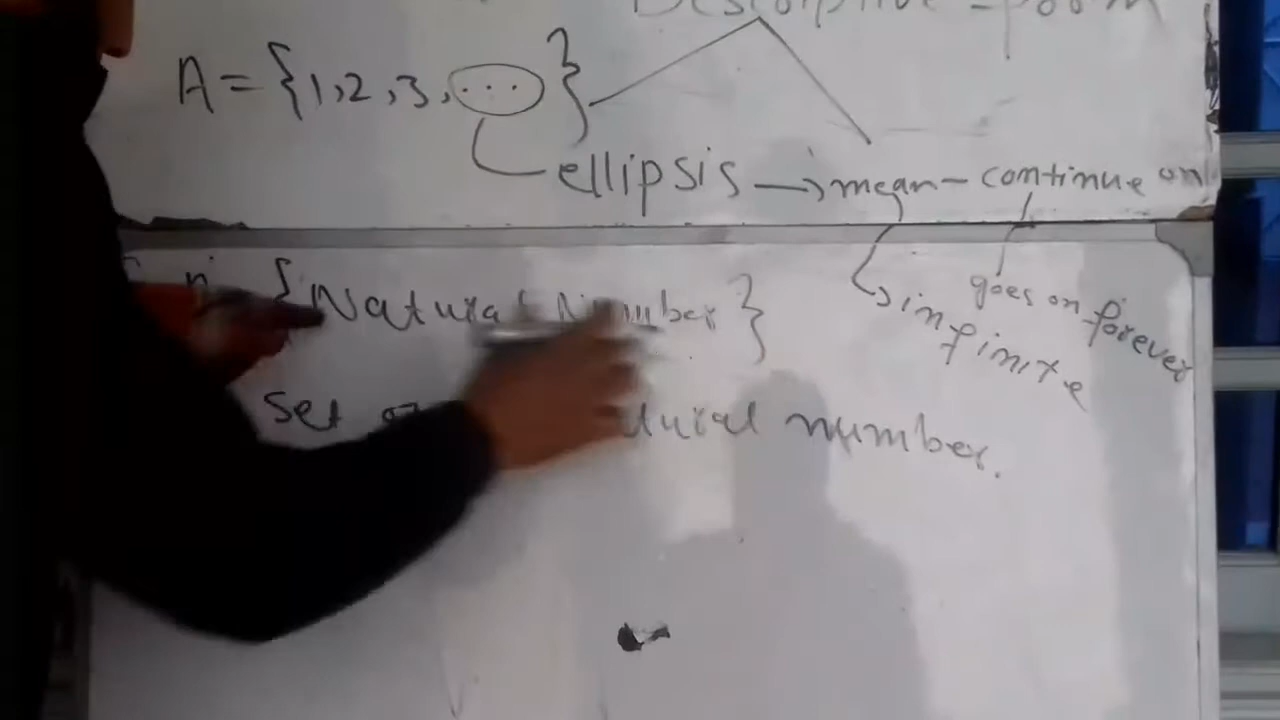 A = {1,2,3, ... }
ellipsis → mean - continue on
goes on forever
infinite
{Natural Number}
Set number.